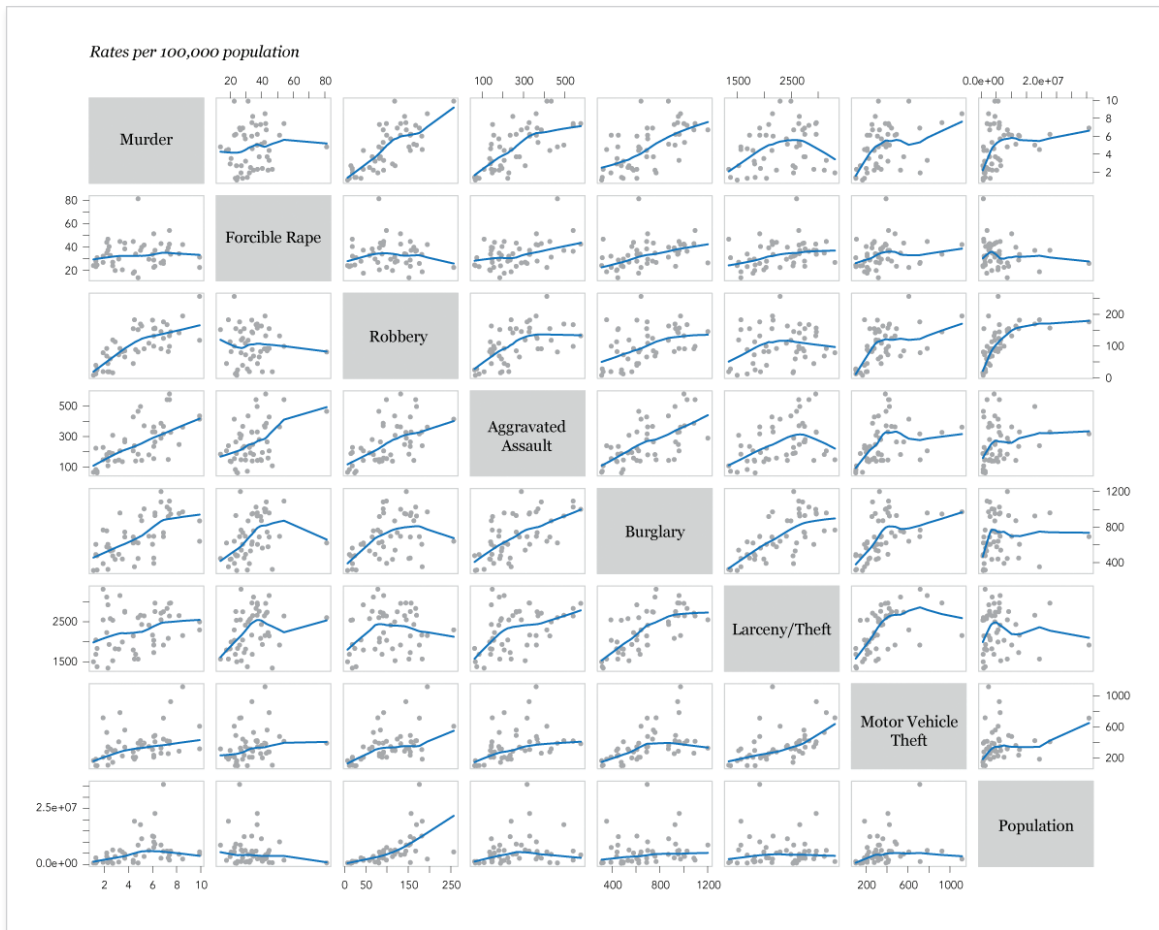 Rates per 100,000 population
20 40 60 80
100 300 500
1500 2500
0.0e+00 2.0e+07
Murder
10
8
6
4
2
80
60
40
20
Forcible Rape
Robbery
200
100
0
500
300
100
Aggravated
Assault
Burglary
1200
800
400
2500
1500
Larceny/Theft
Motor Vehicle
Theft
1000
600
200
2.5e+07
0.0e+00
Population
2 4 6 8 10
0 50 150 250
400 800 1200
200 600 1000